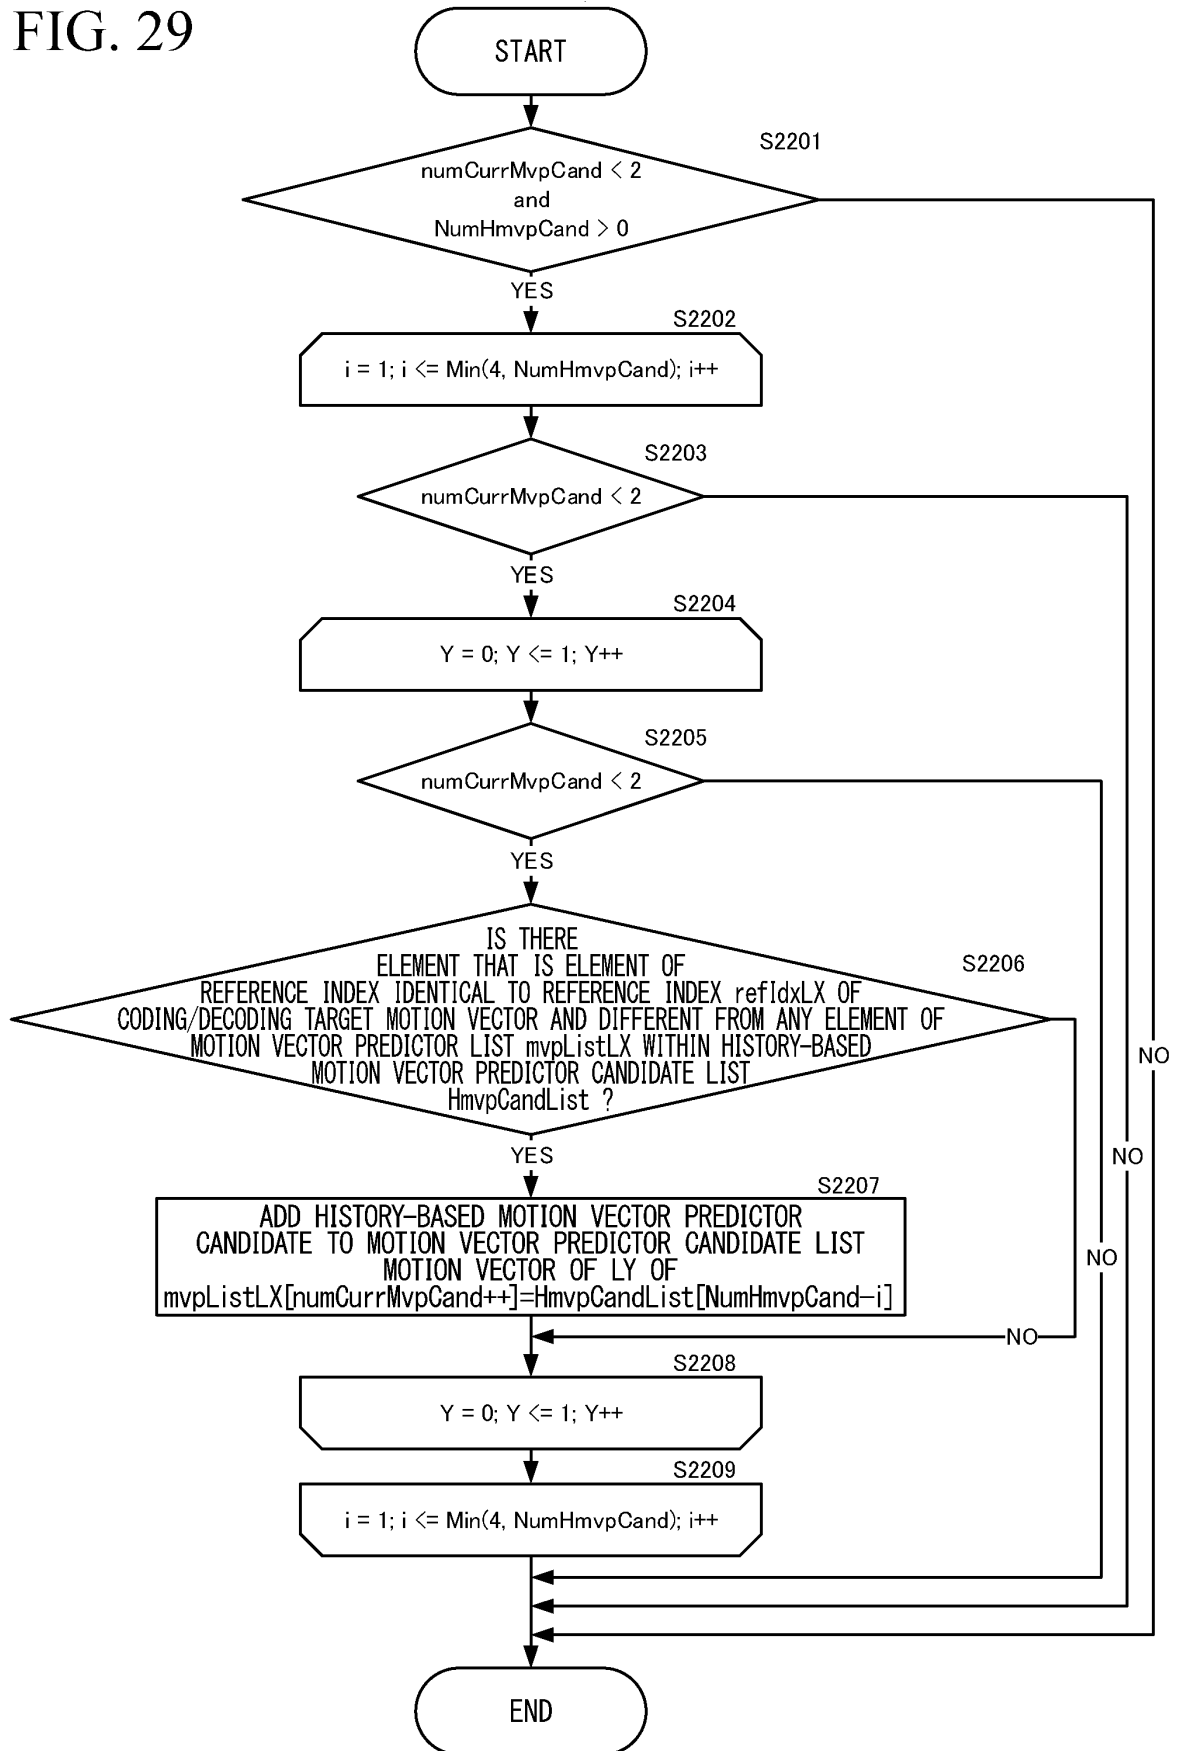 FIG. 29
START
S2201
numCurrMvpCand < 2
and
NumHmvpCand > 0
YES
S2202
i = 1; i <= Min(4, NumHmvpCand); i++
S2203
numCurrMvpCand < 2
YES
S2204
Y = 0; Y <= 1; Y++
S2205
numCurrMvpCand < 2
YES
S2206
IS THERE
ELEMENT THAT IS ELEMENT OF
REFERENCE INDEX IDENTICAL TO REFERENCE INDEX refIdxLX OF
CODING/DECODING TARGET MOTION VECTOR AND DIFFERENT FROM ANY ELEMENT OF
MOTION VECTOR PREDICTOR LIST mvpListLX WITHIN HISTORY-BASED
MOTION VECTOR PREDICTOR CANDIDATE LIST
HmvpCandList ?
NO
YES
NO
S2207
ADD HISTORY-BASED MOTION VECTOR PREDICTOR
CANDIDATE TO MOTION VECTOR PREDICTOR CANDIDATE LIST
MOTION VECTOR OF LY OF
mvpListLX[numCurrMvpCand++]=HmvpCandList[NumHmvpCand-i]
NO
NO
S2208
Y = 0; Y <= 1; Y++
S2209
i = 1; i <= Min(4, NumHmvpCand); i++
END